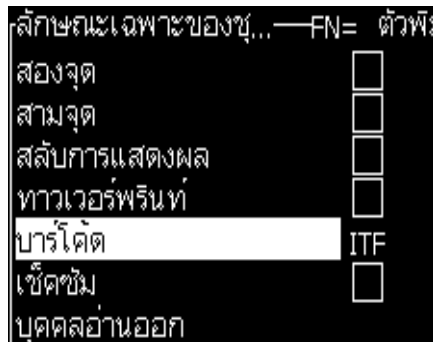 ลักษณะเฉพาะของชุ... FN= ตัวพิ
สองจุด
สามจุด
สลับการแสดงผล
ทาวเวอร์พรินท์
บาร์โค้ด ITF
เช็คซัม
บุคคลอ่านออก